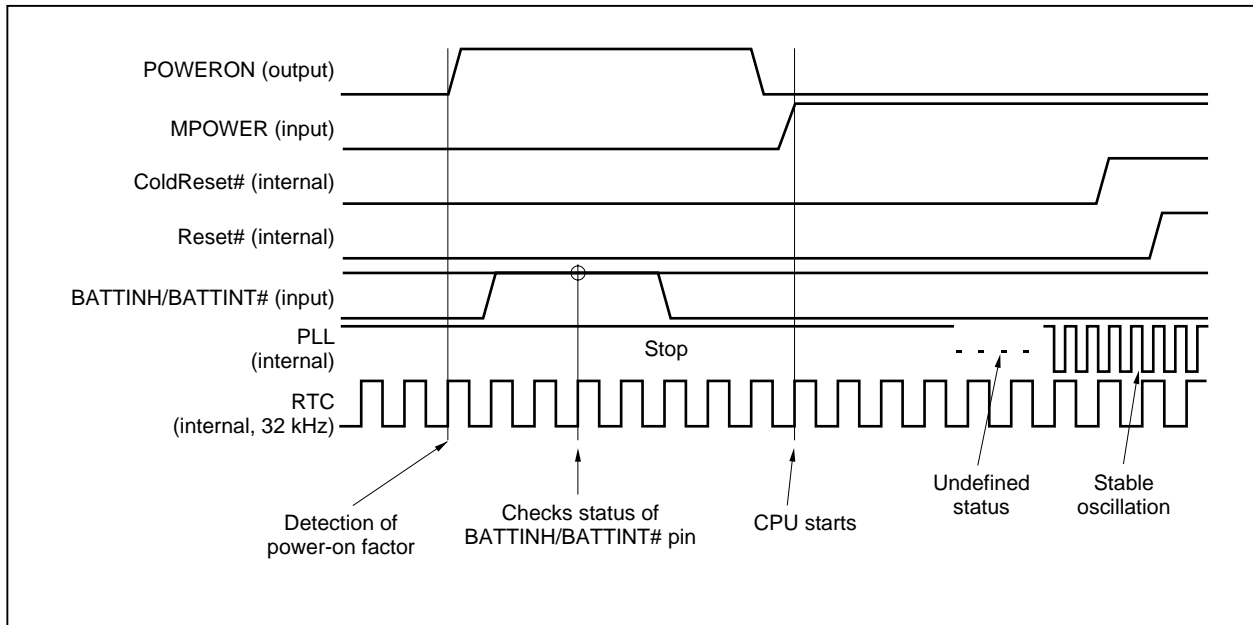 POWERON (output)
MPOWER (input)
ColdReset# (internal)
Reset# (internal)
BATTINH/BATTINT# (input)
PLL
(internal)
Stop
RTC
(internal, 32 kHz)
Detection of
power-on factor
Checks status of
BATTINH/BATTINT# pin
CPU starts
Undefined
status
Stable
oscillation